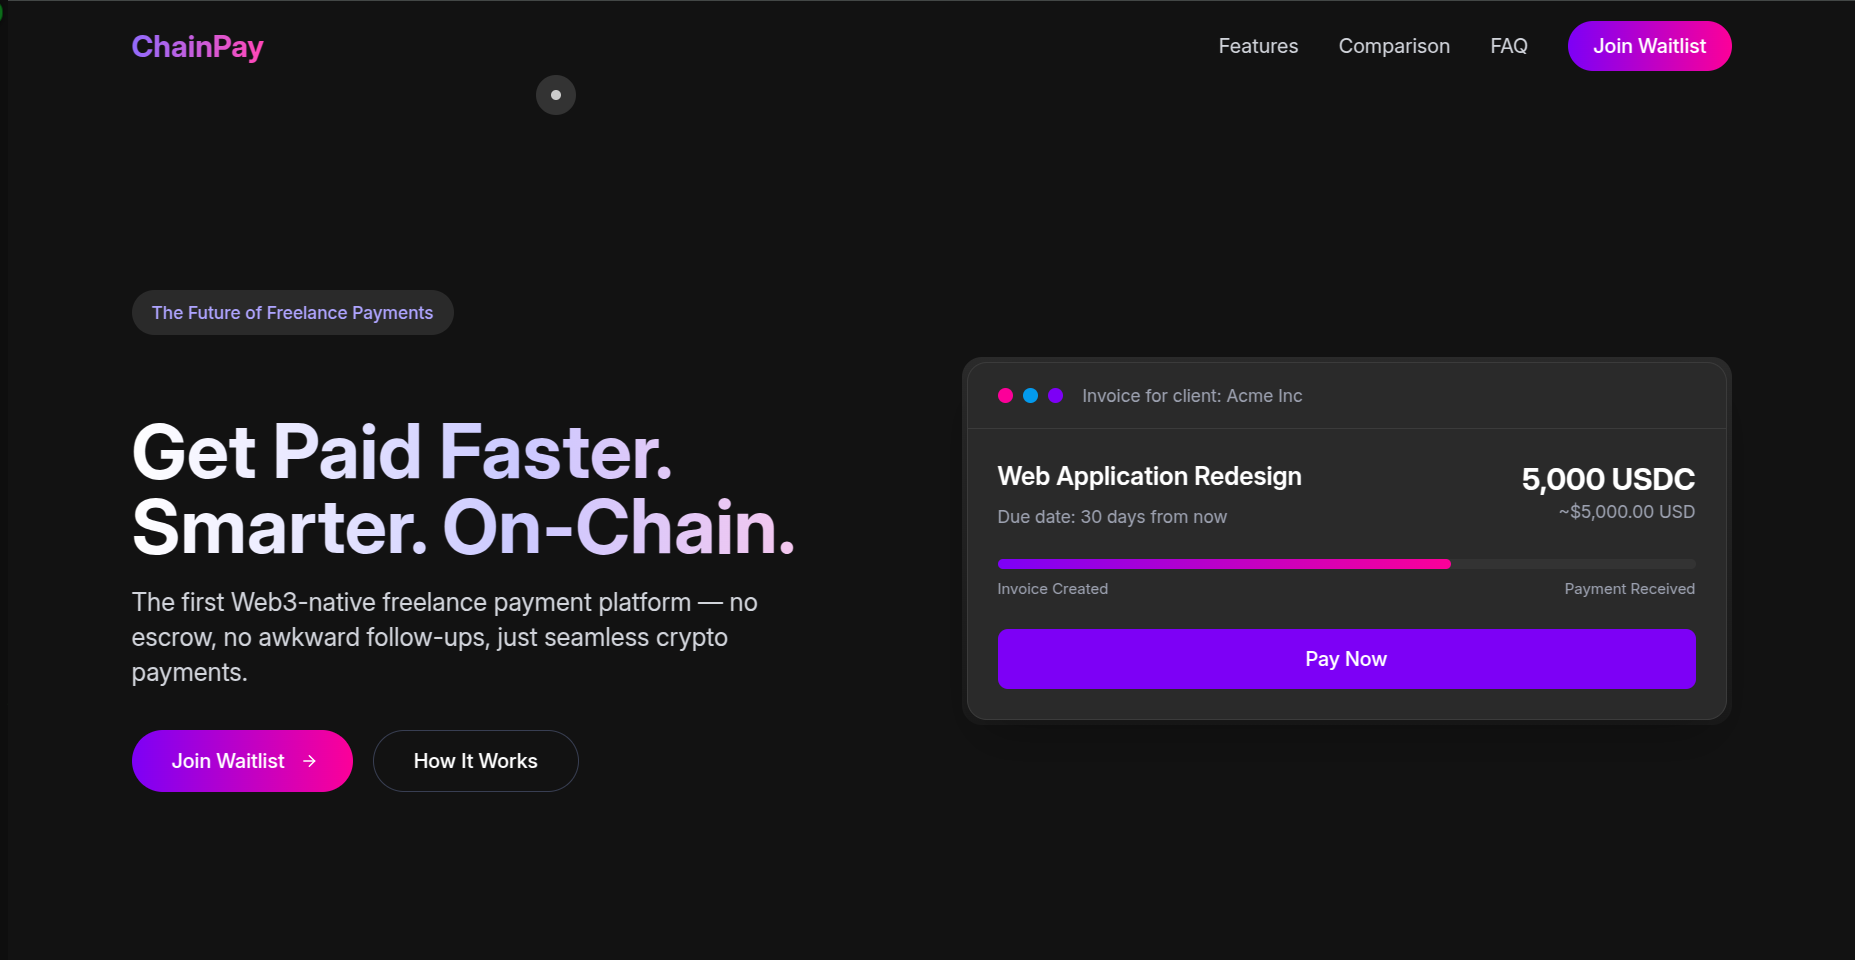 ChainPay
Features
Comparison
FAQ
Join Waitlist
The Future of Freelance Payments
Get Paid Faster.
Smarter. On-Chain.
The first Web3-native freelance payment platform — no
escrow, no awkward follow-ups, just seamless crypto
payments.
Join Waitlist →
How It Works
Invoice for client: Acme Inc
Web Application Redesign
5,000 USDC
Due date: 30 days from now
~$5,000.00 USD
Invoice Created
Payment Received
Pay Now